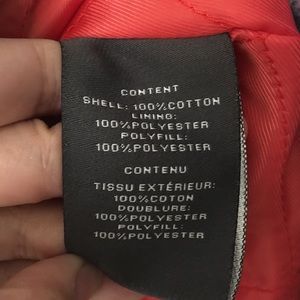 CONTENT
SHELL: 100%COTTON
LINING:
100%POLYESTER
POLYFILL:
100%POLYESTER
CONTENU
TISSU EXTÉRIEUR:
100%COTON
DOUBLURE:
100%POLYESTER
POLYFILL:
100%POLYESTER